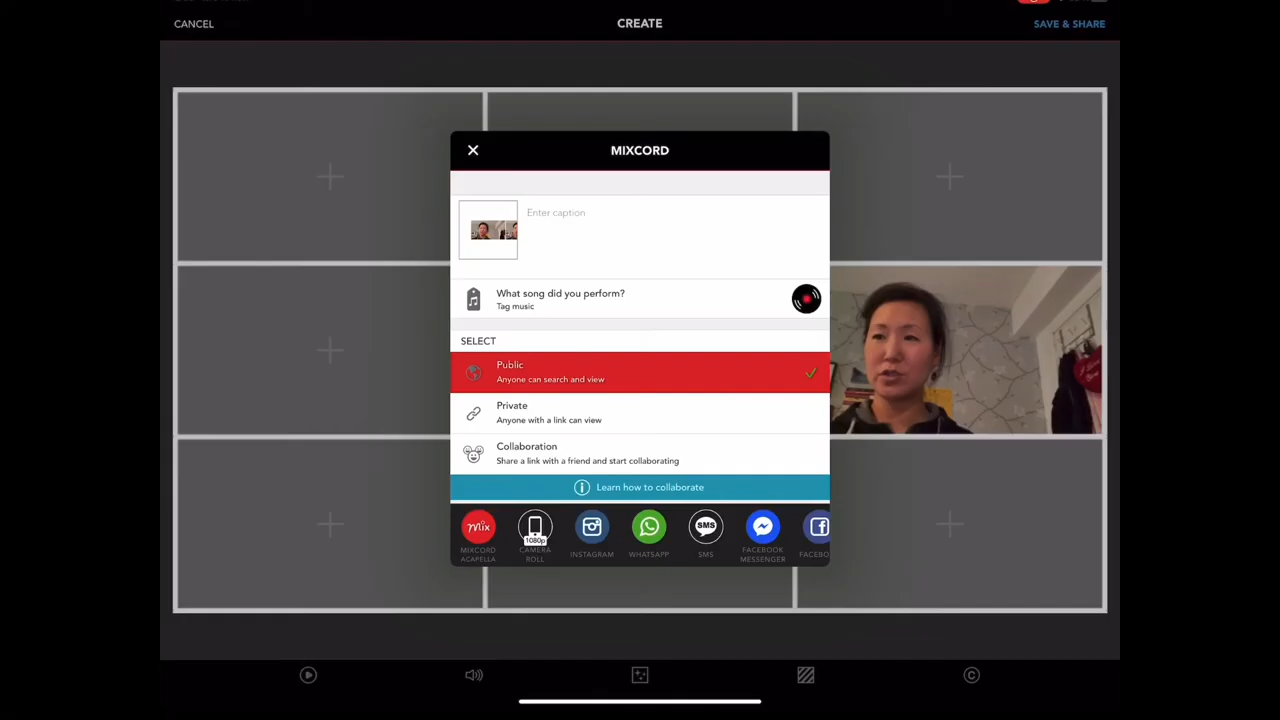 CANCEL
CREATE
SAVE & SHARE
MIXCORD
Enter caption
What song did you perform?
Tag music
SELECT
Public
Anyone can search and view
Private
Anyone with a link can view
Collaboration
Share a link with a friend and start collaborating
Learn how to collaborate
mix
MIXCORD
ACAPELLA
1080p
CAMERA
ROLL
INSTAGRAM
WHATSAPP
SMS
SMS
FACEBOOK
MESSENGER
FACEBO
C